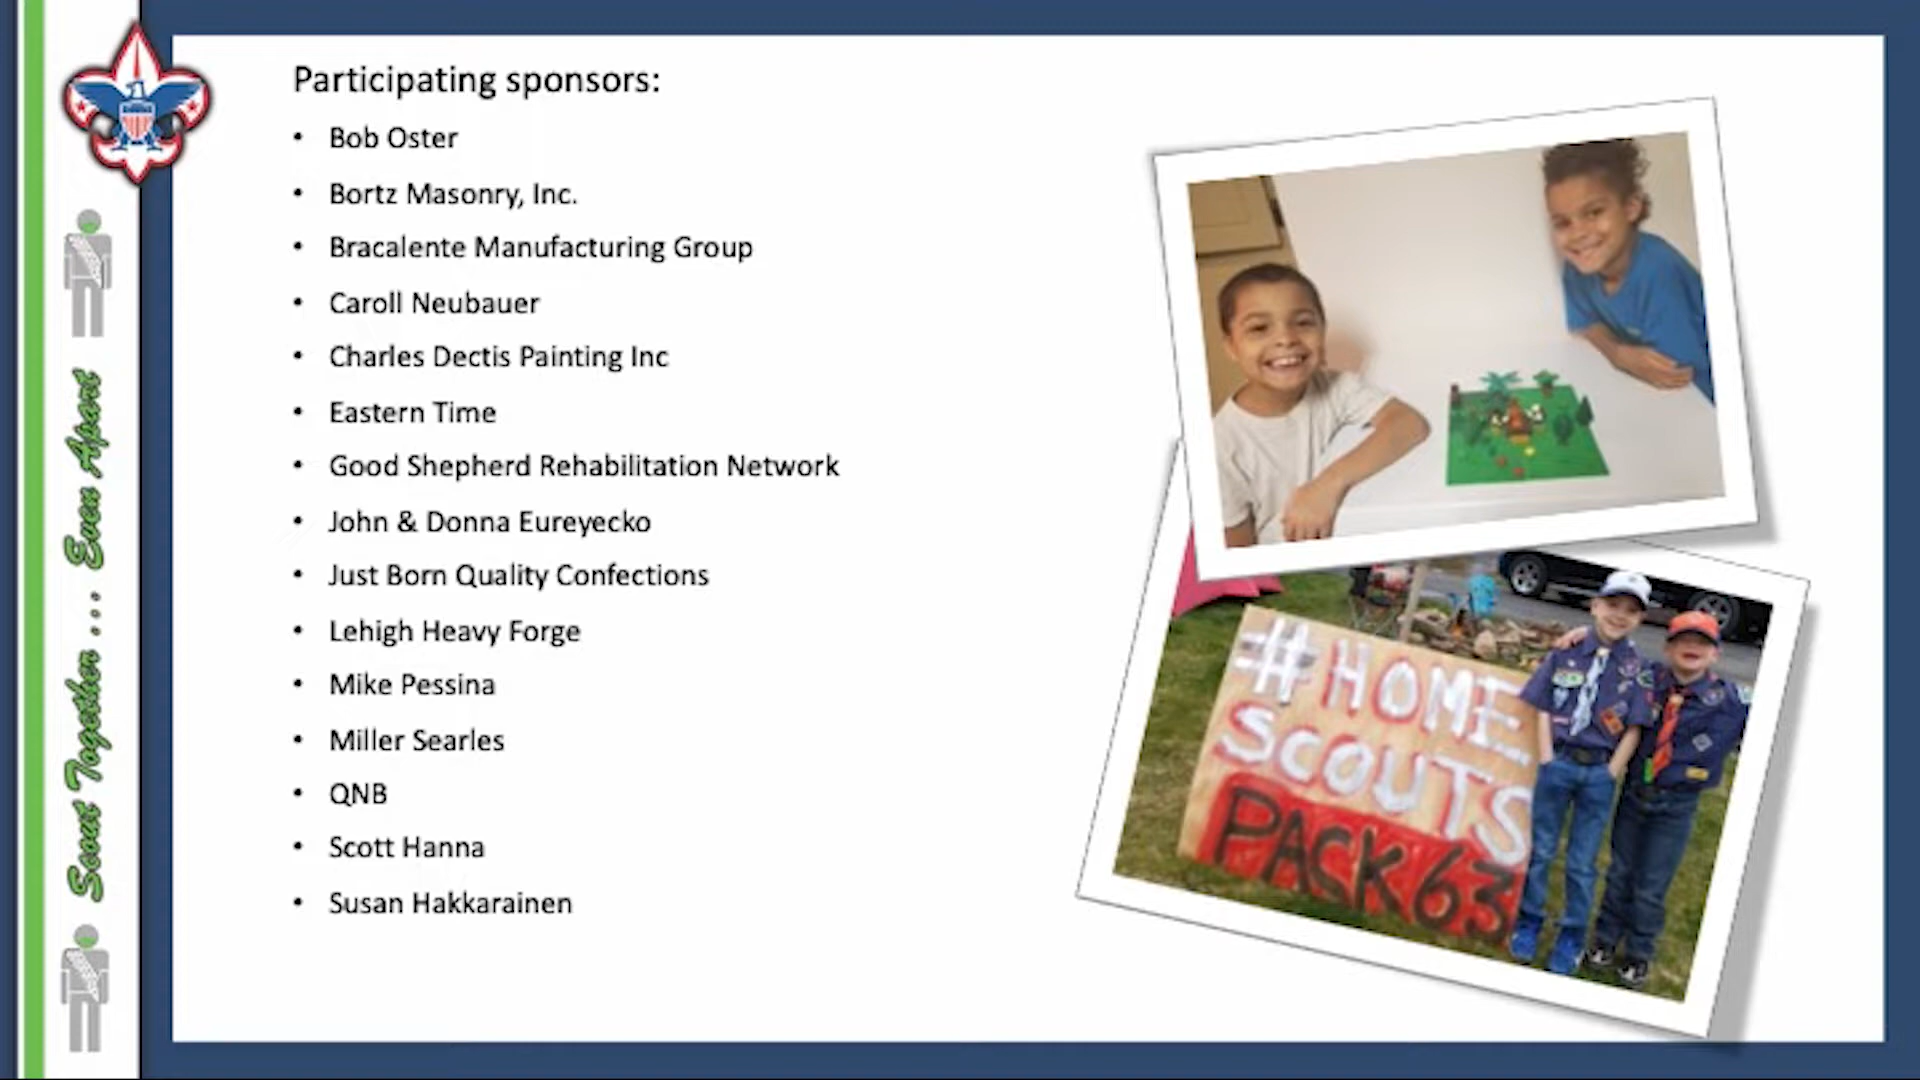 Participating sponsors:
• Bob Oster
• Bortz Masonry, Inc.
• Bracalente Manufacturing Group
• Caroll Neubauer
• Charles Dectis Painting Inc
• Eastern Time
• Good Shepherd Rehabilitation Network
• John & Donna Eureyecko
• Just Born Quality Confections
• Lehigh Heavy Forge
• Mike Pessina
• Miller Searles
• QNB
• Scott Hanna
• Susan Hakkarainen
Scout Together ... Even Apart
#HOME
SCOUTS
PACK 63